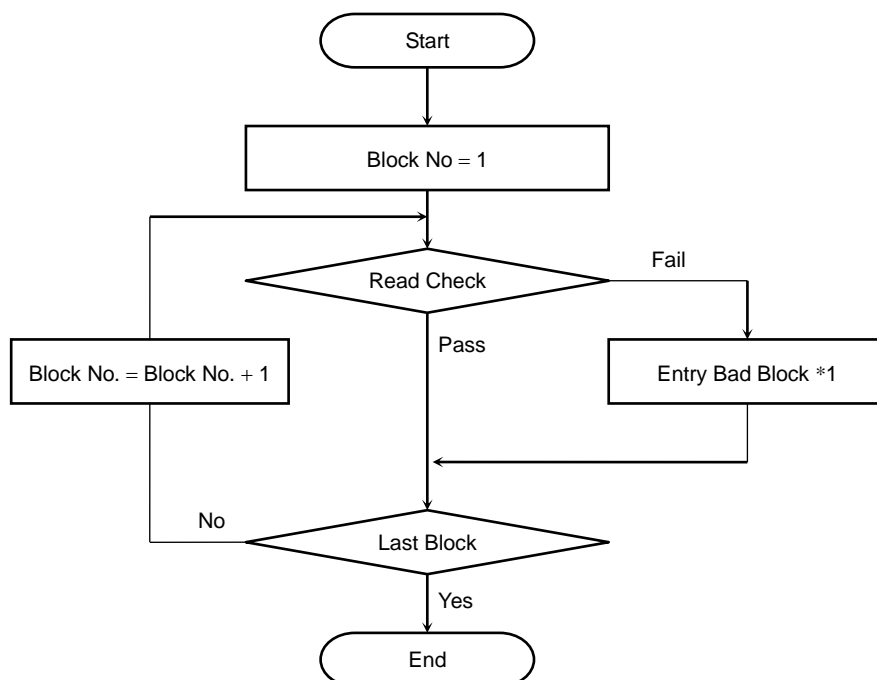 Start
Block No = 1
Read Check
Fail
Pass
Block No. = Block No. + 1
Entry Bad Block *1
No
Last Block
Yes
End